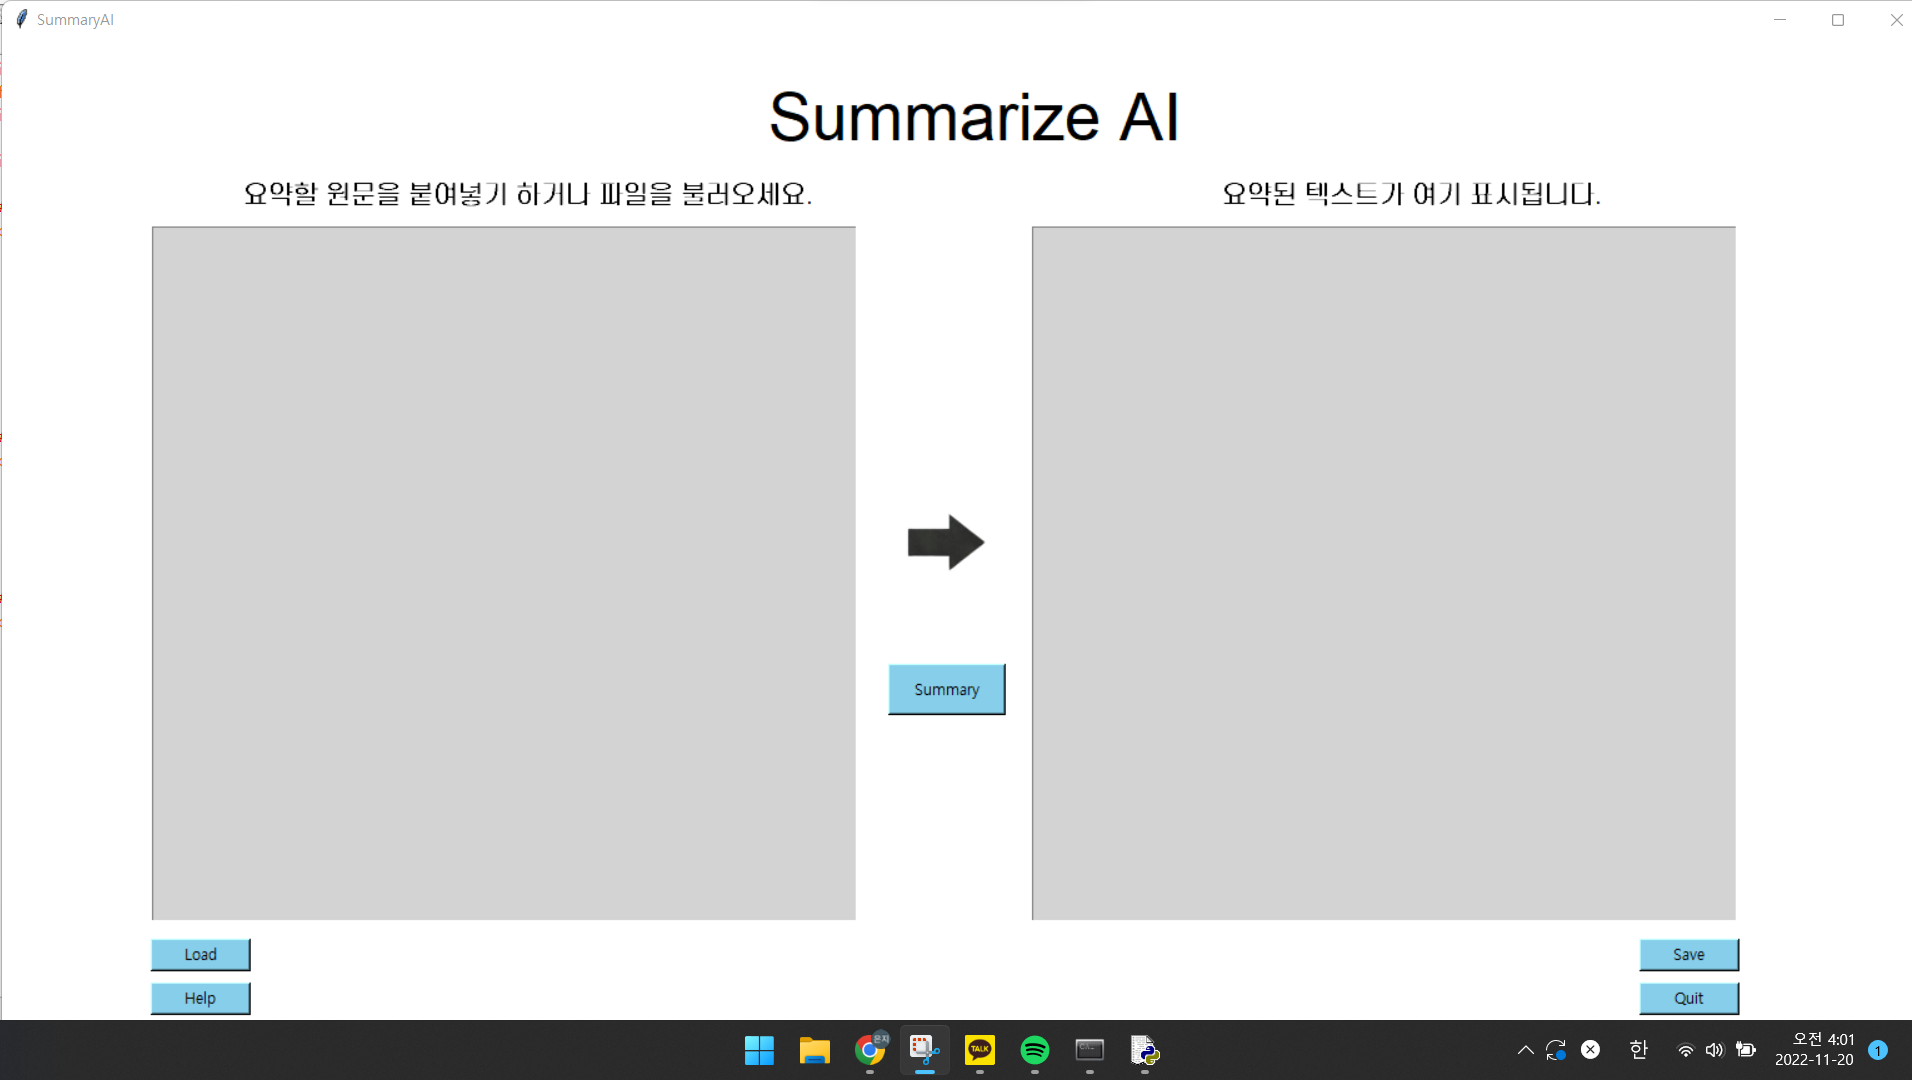 SummaryAI
Summarize AI
요약할 원문을 붙여넣기 하거나 파일을 불러오세요.
요약된 텍스트가 여기 표시됩니다.
Summary
Load
Save
Help
Quit
은지
TALK
한
오전 4:01
2022-11-20
1